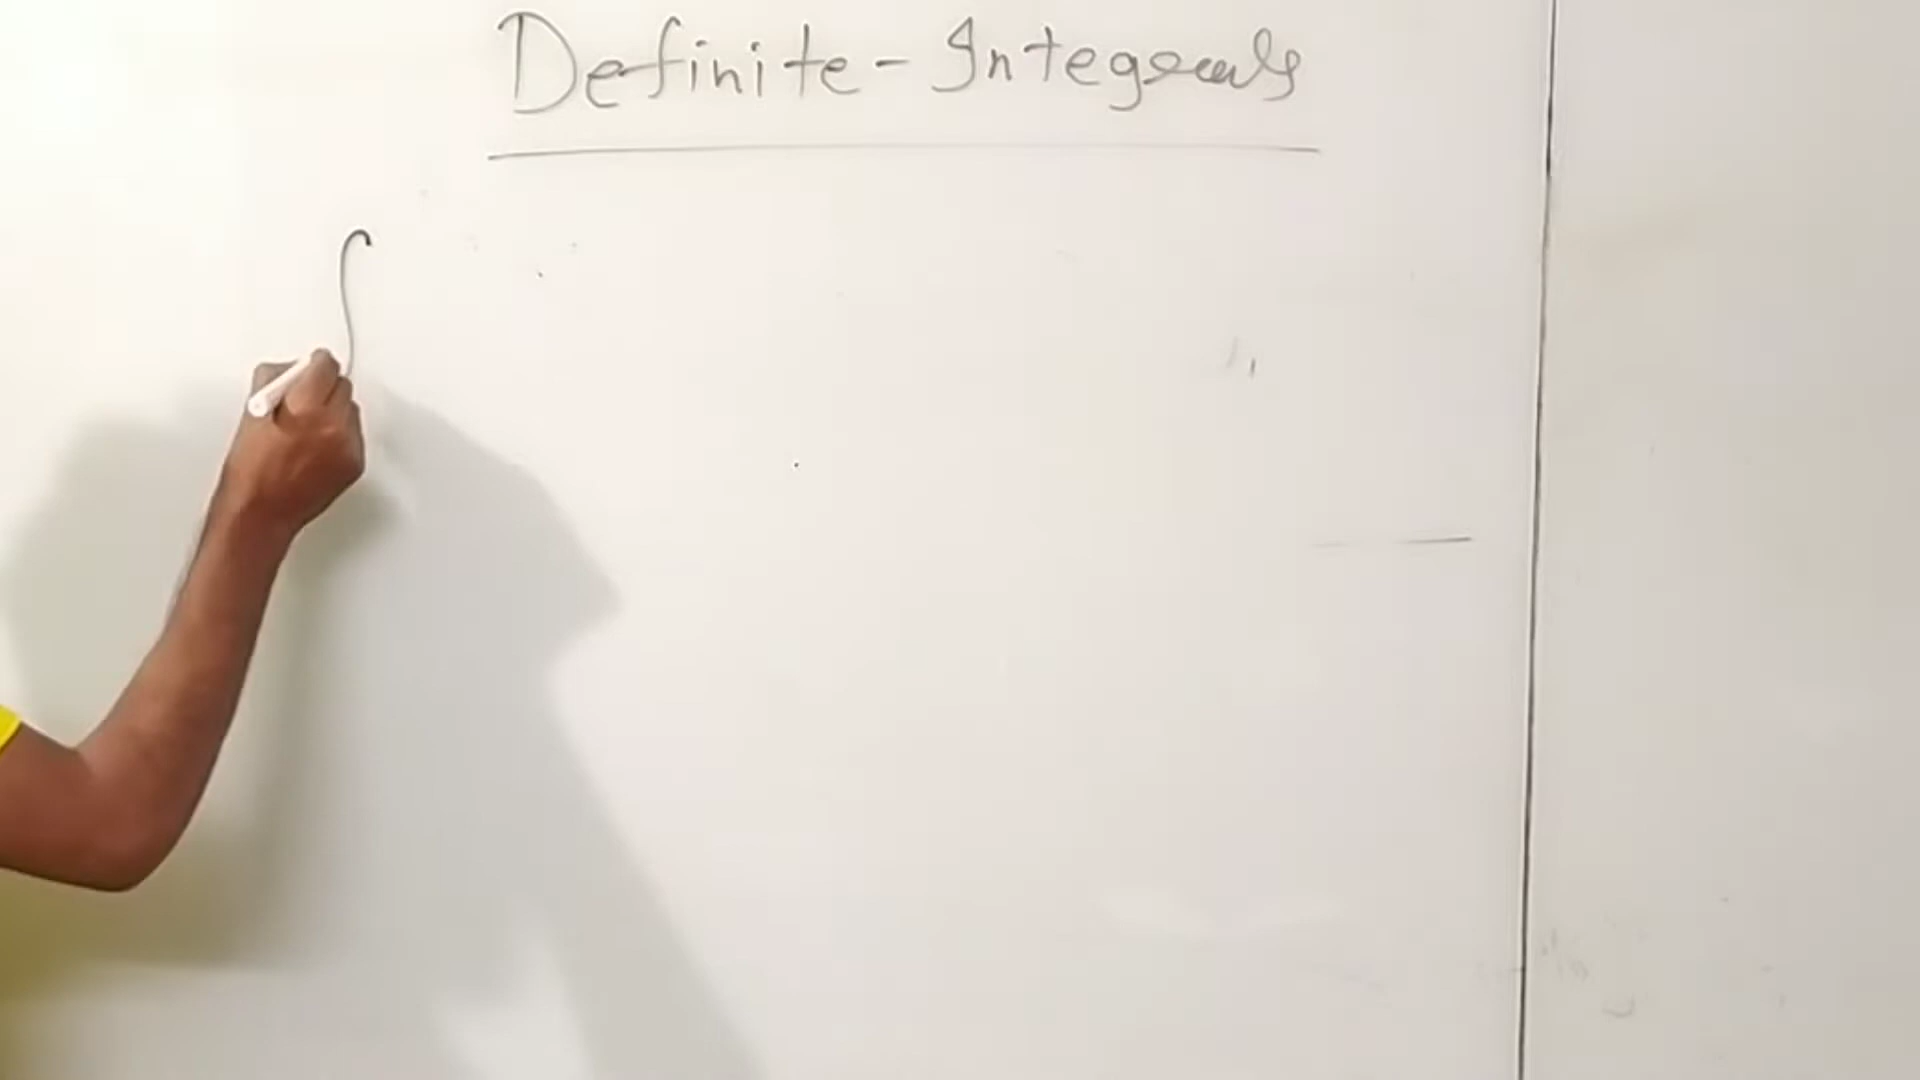 Definite - Integrals
∫